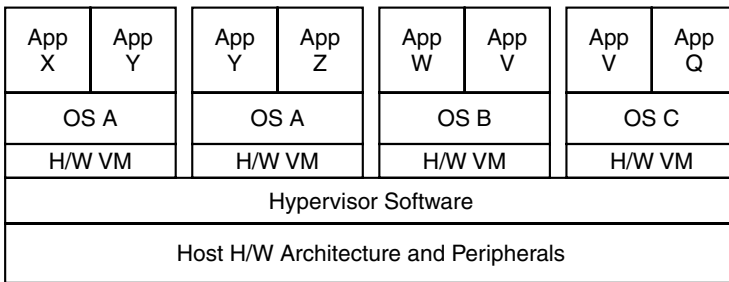 App App App App App App App App
X Y Y Z W V V Q
OS A OS A OS B OS C
H/W VM H/W VM H/W VM H/W VM
Hypervisor Software
Host H/W Architecture and Peripherals